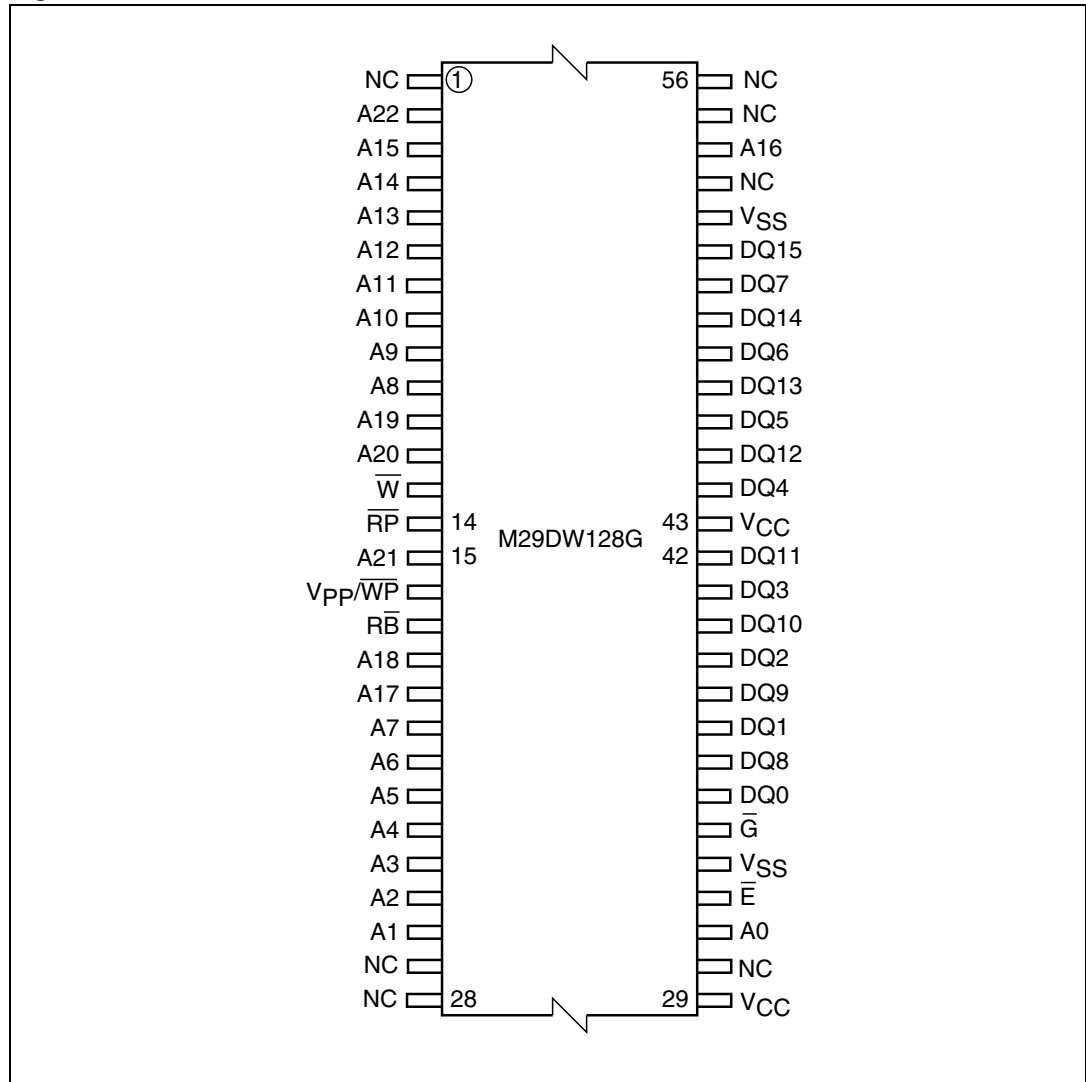 NC 1 56 NC
A22 NC
A15 A16
A14 NC
A13 VSS
A12 DQ15
A11 DQ7
A10 DQ14
A9 DQ6
A8 DQ13
A19 DQ5
A20 DQ12
W̅ DQ4
R̅P̅ 14 43 VCC
M29DW128G
A21 15 42 DQ11
VPP/W̅P̅ DQ3
RB̅ DQ10
A18 DQ2
A17 DQ9
A7 DQ1
A6 DQ8
A5 DQ0
A4 G̅
A3 VSS
A2 E̅
A1 A0
NC NC
NC 28 29 VCC